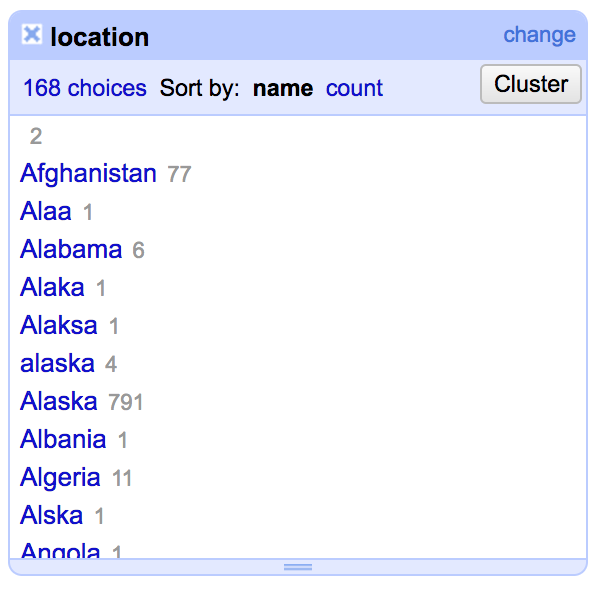 location change
168 choices Sort by: name count Cluster
2
Afghanistan 77
Alaa 1
Alabama 6
Alaka 1
Alaksa 1
alaska 4
Alaska 791
Albania 1
Algeria 11
Alska 1
Angola 1